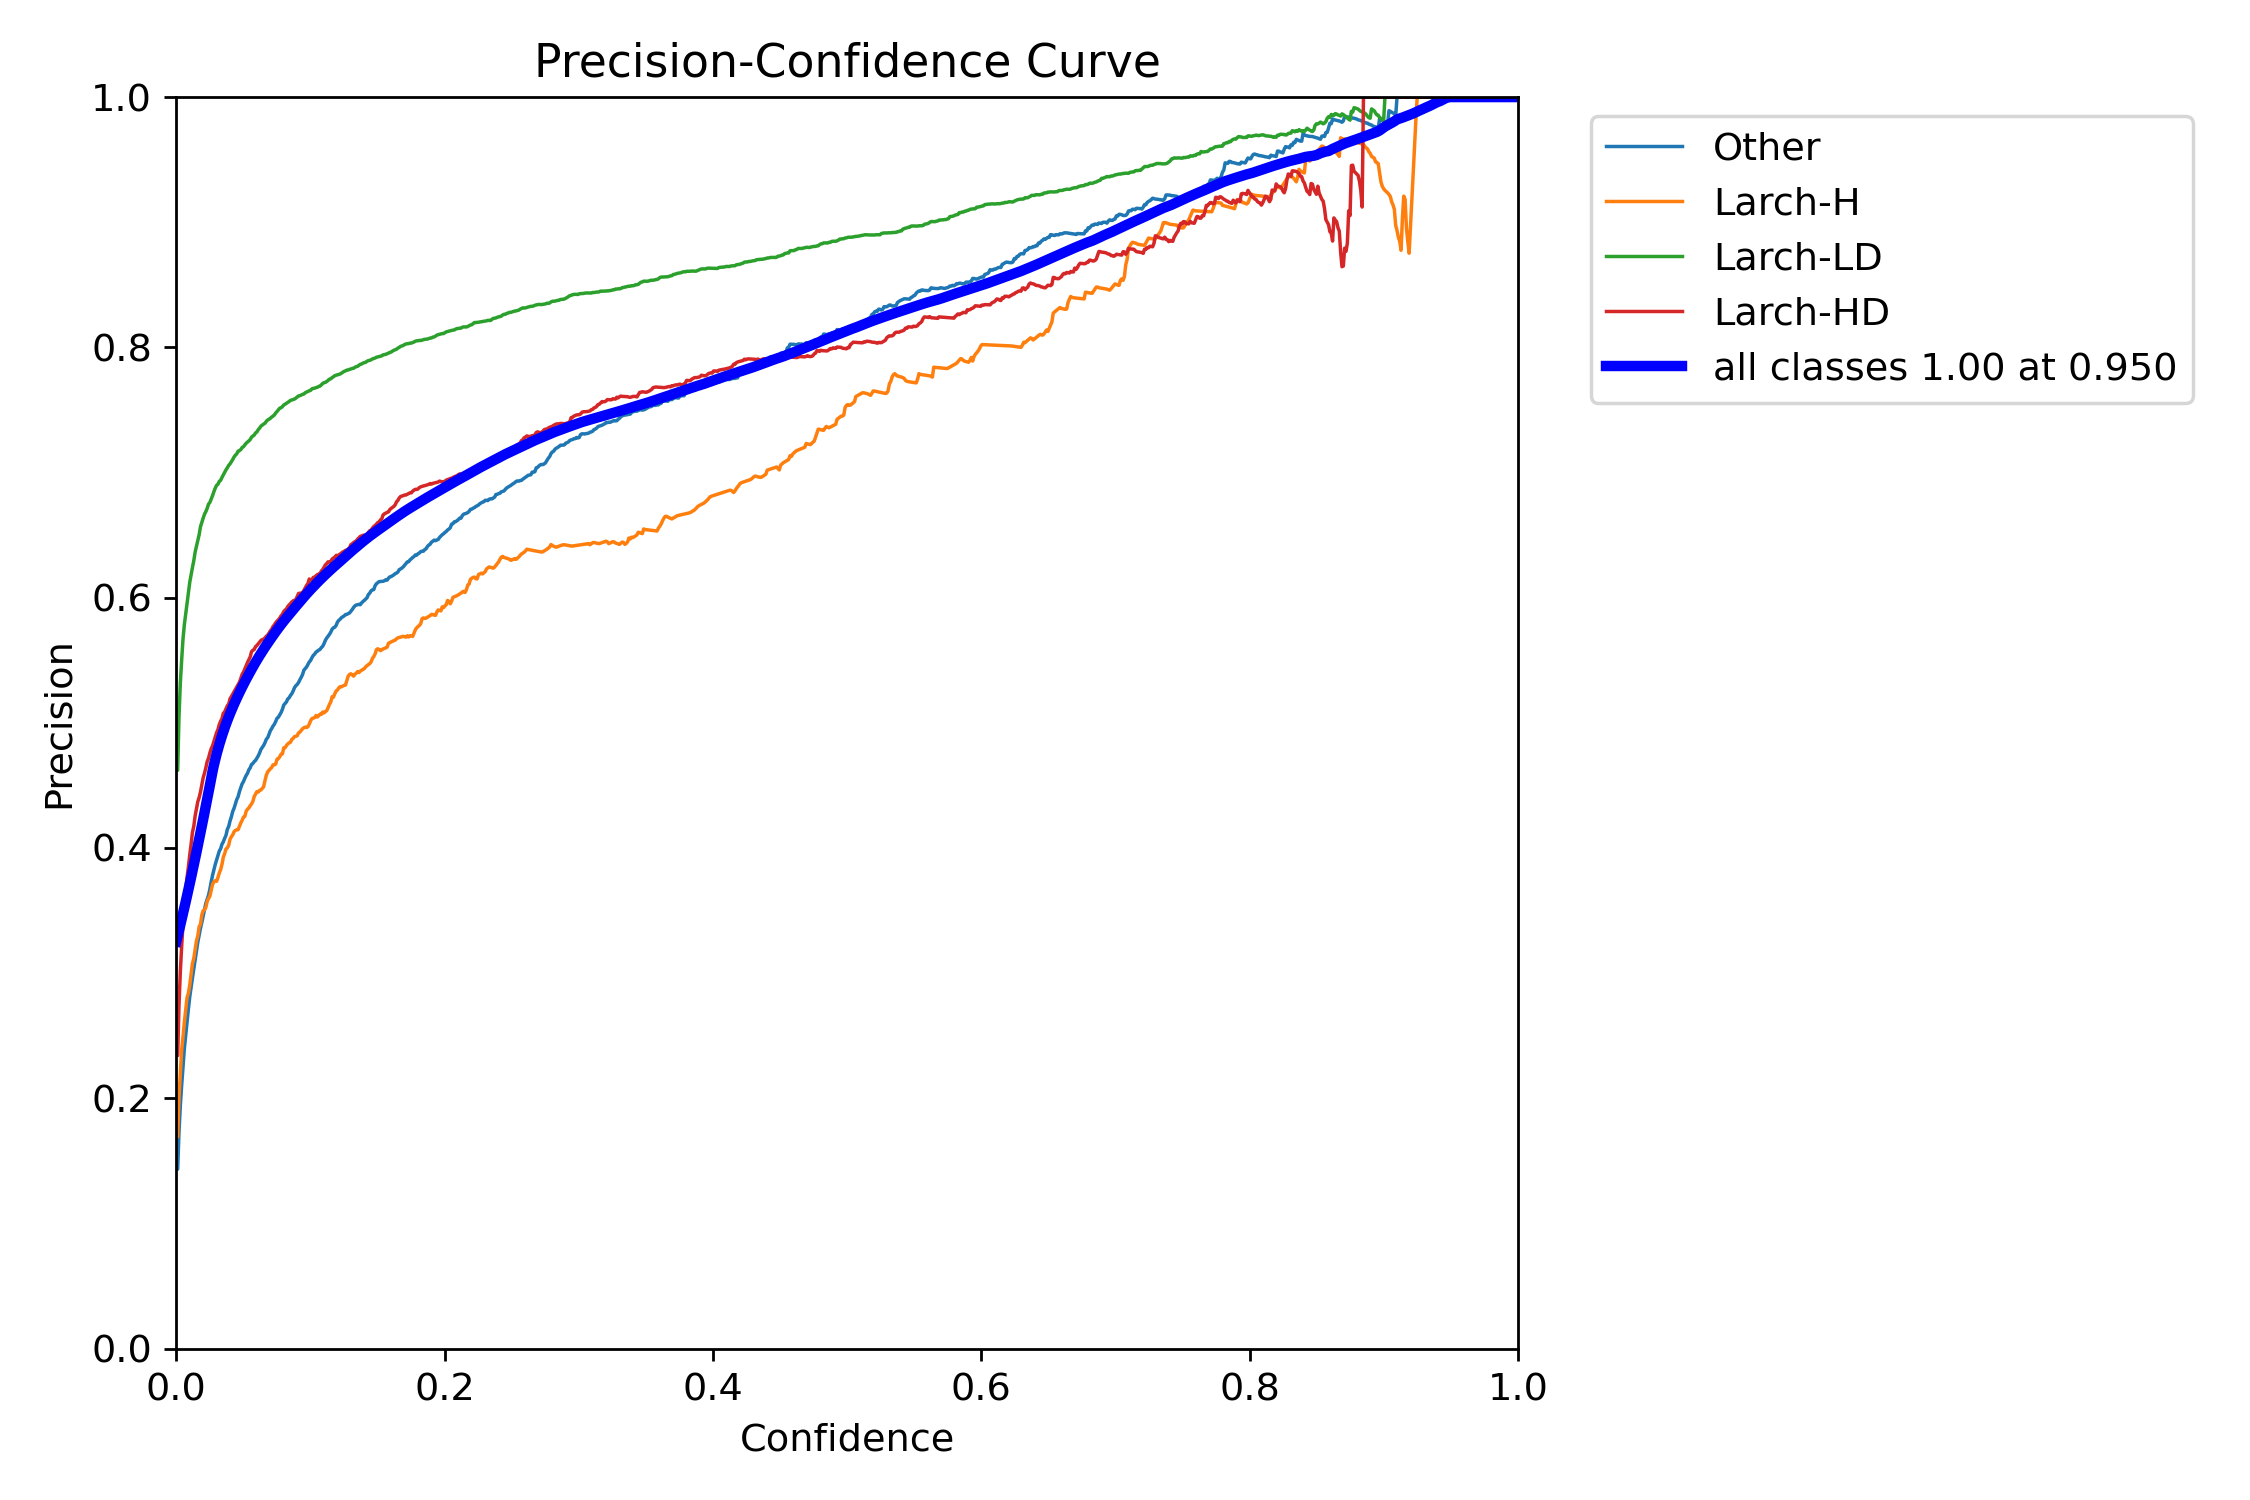 Precision-Confidence Curve
1.0
0.8
0.6
0.4
0.2
0.0
Precision
0.0 0.2 0.4 0.6 0.8 1.0
Confidence
Other
Larch-H
Larch-LD
Larch-HD
all classes 1.00 at 0.950